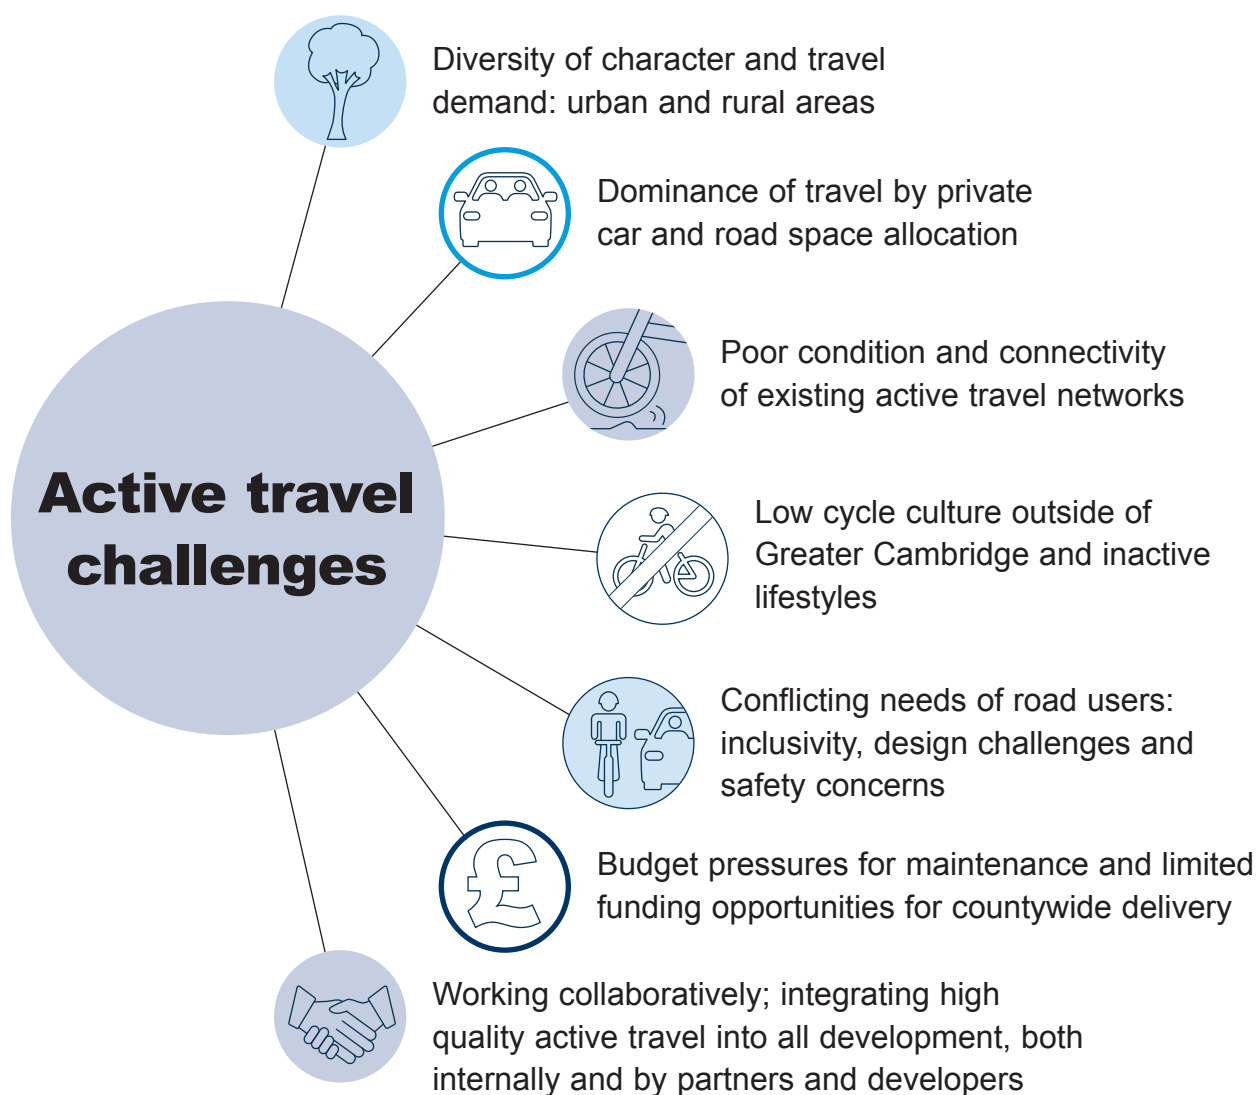 Diversity of character and travel
demand: urban and rural areas
Dominance of travel by private
car and road space allocation
Poor condition and connectivity
of existing active travel networks
Active travel
challenges
Low cycle culture outside of
Greater Cambridge and inactive
lifestyles
Conflicting needs of road users:
inclusivity, design challenges and
safety concerns
£
Budget pressures for maintenance and limited
funding opportunities for countywide delivery
Working collaboratively; integrating high
quality active travel into all development, both
internally and by partners and developers